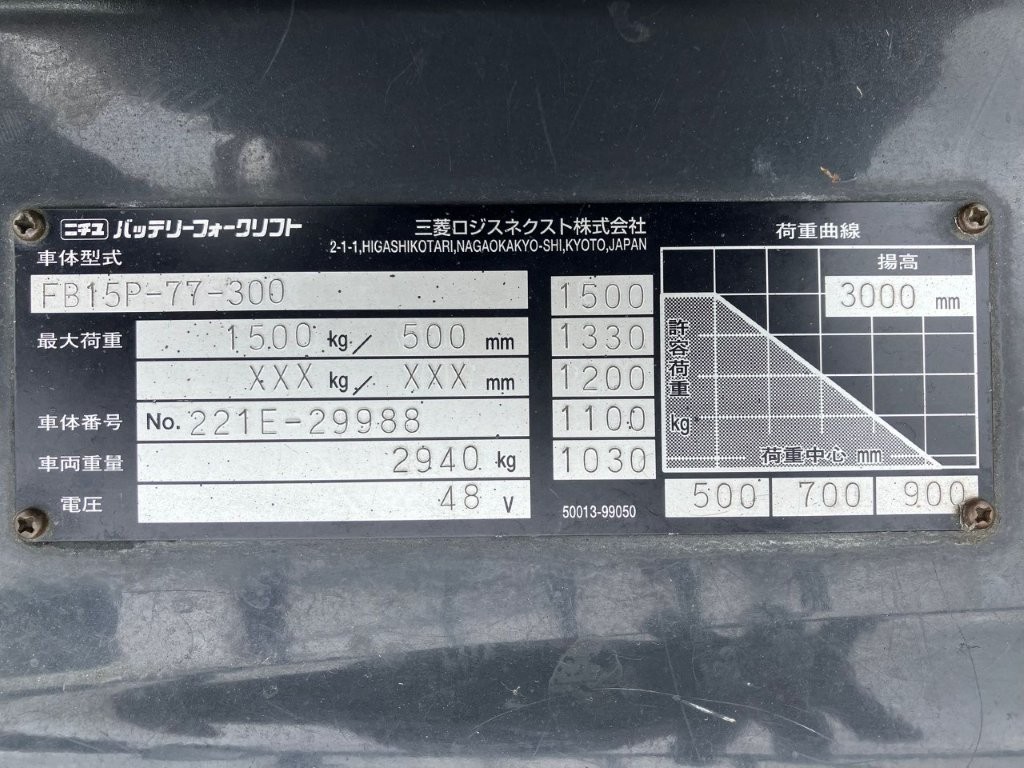 ニチユ バッテリーフォークリフト
三菱ロジスネクスト株式会社
2-1-1,HIGASHIKOTARI,NAGAOKAKYO-SHI,KYOTO,JAPAN
車体型式
FB15P-77-300
最大荷重 1500 kg/ 500 mm
XXX kg/ XXX mm
車体番号 No. 221E-29988
車両重量 2940 kg
電圧 48 V
1500
1330
1200
1100
1030
50013-99050
荷重曲線
揚高
3000 mm
許容荷重 kg
荷重中心 mm
500 700 900